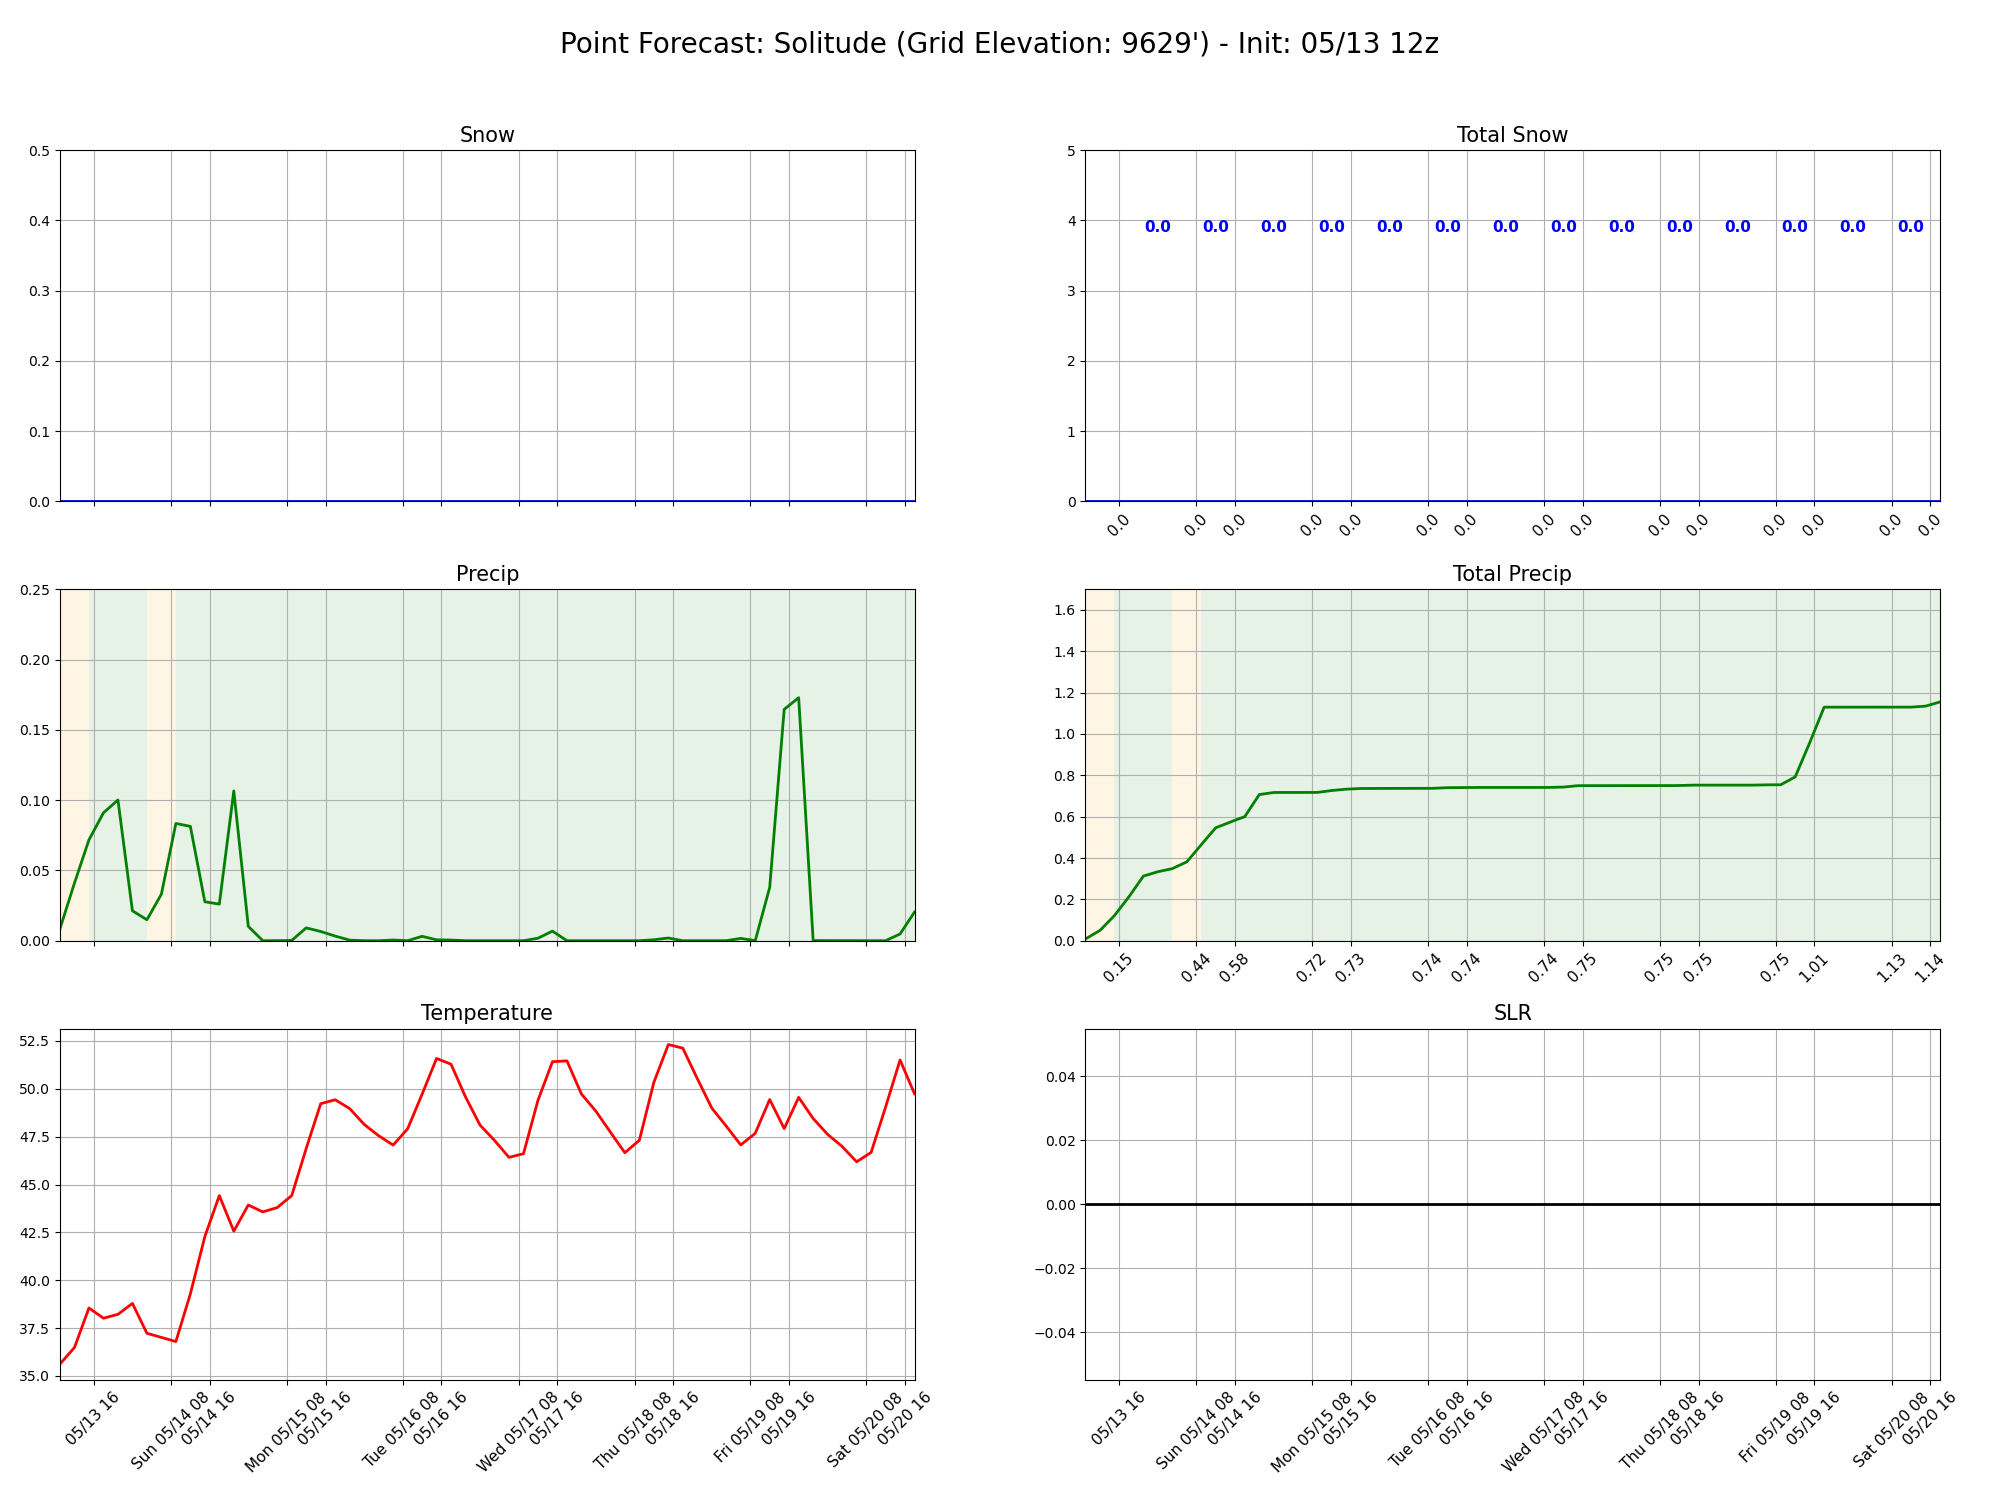 Point Forecast: Solitude (Grid Elevation: 9629') - Init: 05/13 12z
Snow
0.5
0.4
0.3
0.2
0.1
0.0
Total Snow
5
4
3
2
1
0
0.0 0.0 0.0 0.0 0.0 0.0 0.0 0.0 0.0 0.0 0.0 0.0 0.0 0.0
0.0 0.0 0.0 0.0 0.0 0.0 0.0 0.0 0.0 0.0 0.0 0.0 0.0 0.0 0.0
Precip
0.25
0.20
0.15
0.10
0.05
0.00
Total Precip
1.6
1.4
1.2
1.0
0.8
0.6
0.4
0.2
0.0
0.15 0.44 0.58 0.72 0.73 0.74 0.74 0.74 0.75 0.75 0.75 0.75 1.01 1.13 1.14
Temperature
52.5
50.0
47.5
45.0
42.5
40.0
37.5
35.0
05/13 16
Sun 05/14 08
05/14 16
Mon 05/15 08
05/15 16
Tue 05/16 08
05/16 16
Wed 05/17 08
05/17 16
Thu 05/18 08
05/18 16
Fri 05/19 08
05/19 16
Sat 05/20 08
05/20 16
SLR
0.04
0.02
0.00
−0.02
−0.04
05/13 16
Sun 05/14 08
05/14 16
Mon 05/15 08
05/15 16
Tue 05/16 08
05/16 16
Wed 05/17 08
05/17 16
Thu 05/18 08
05/18 16
Fri 05/19 08
05/19 16
Sat 05/20 08
05/20 16